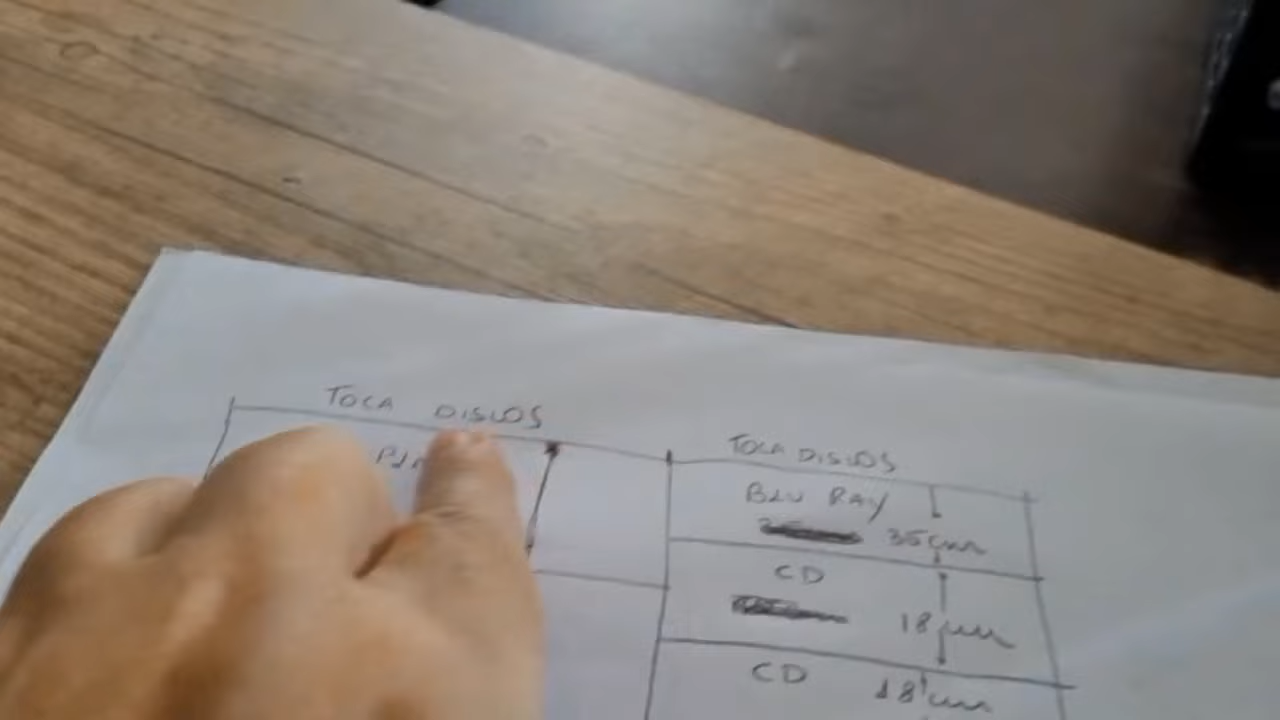 TOCA DISCOS
TOCA DISCOS
BLU RAY
35cm
CD
18cm
CD
18cm